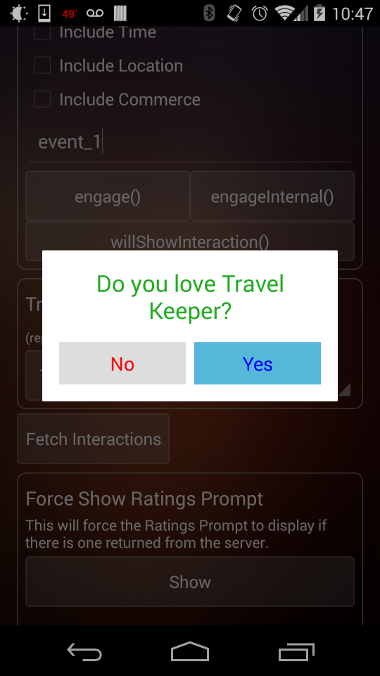 49°
10:47
Include Time
Include Location
Include Commerce
event_1
engage()
engageInternal()
willShowInteraction()
Do you love Travel
Keeper?
Tr
(re
No
Yes
Fetch Interactions
Force Show Ratings Prompt
This will force the Ratings Prompt to display if
there is one returned from the server.
Show